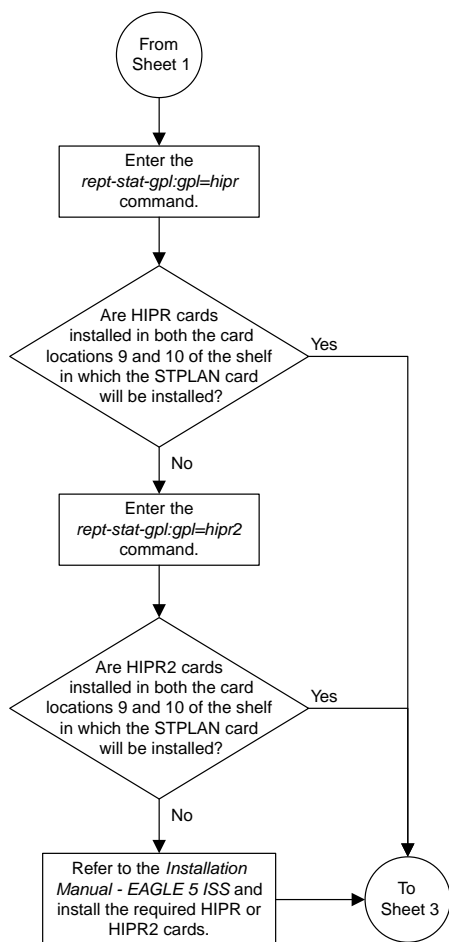 From
Sheet 1
Enter the
rept-stat-gpl:gpl=hipr
command.
Are HIPR cards
installed in both the card
locations 9 and 10 of the shelf
in which the STPLAN card
will be installed?
Yes
No
Enter the
rept-stat-gpl:gpl=hipr2
command.
Are HIPR2 cards
installed in both the card
locations 9 and 10 of the shelf
in which the STPLAN card
will be installed?
Yes
No
Refer to the Installation
Manual - EAGLE 5 ISS and
install the required HIPR or
HIPR2 cards.
To
Sheet 3